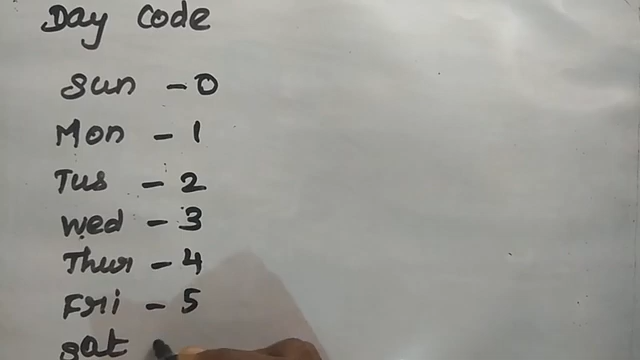 Day Code
Sun - 0
Mon - 1
Tus - 2
Wed - 3
Thur - 4
Fri - 5
Sat